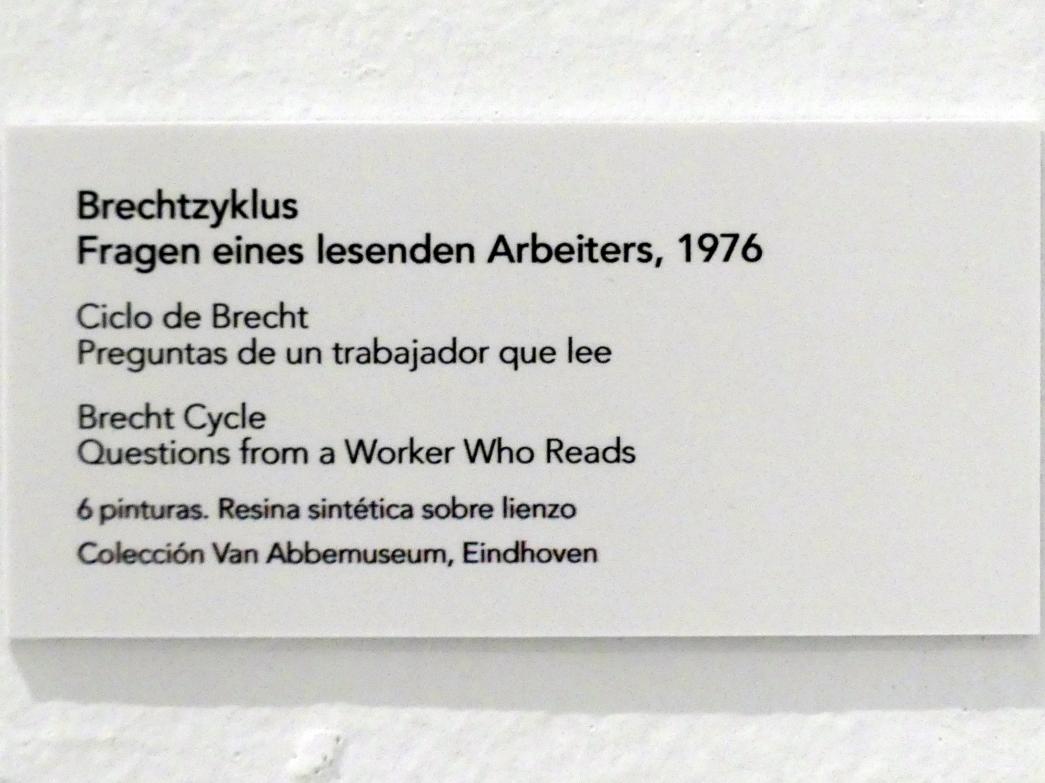 Brechtzyklus
Fragen eines lesenden Arbeiters, 1976
Ciclo de Brecht
Preguntas de un trabajador que lee
Brecht Cycle
Questions from a Worker Who Reads
6 pinturas. Resina sintética sobre lienzo
Colección Van Abbemuseum, Eindhoven